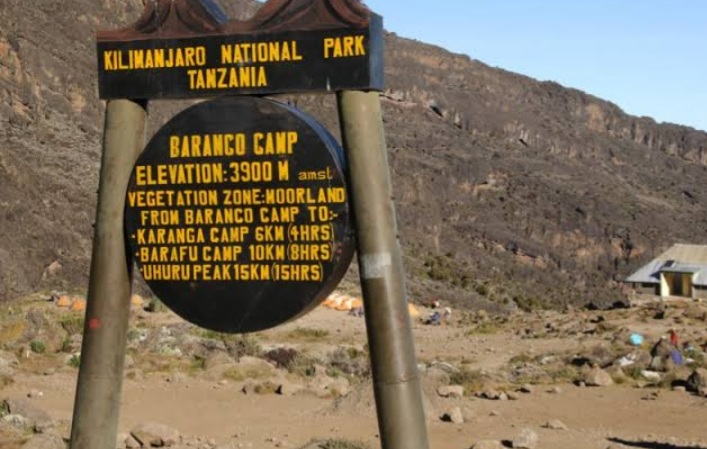 KILIMANJARO NATIONAL PARK
TANZANIA
BARANCO CAMP
ELEVATION:3900 M amsl
VEGETATION ZONE:MOORLAND
FROM BARANCO CAMP TO:-
·KARANGA CAMP 6KM (4HRS)
·BARAFU CAMP 10KM (8HRS)
·UHURU PEAK 15KM (15HRS)